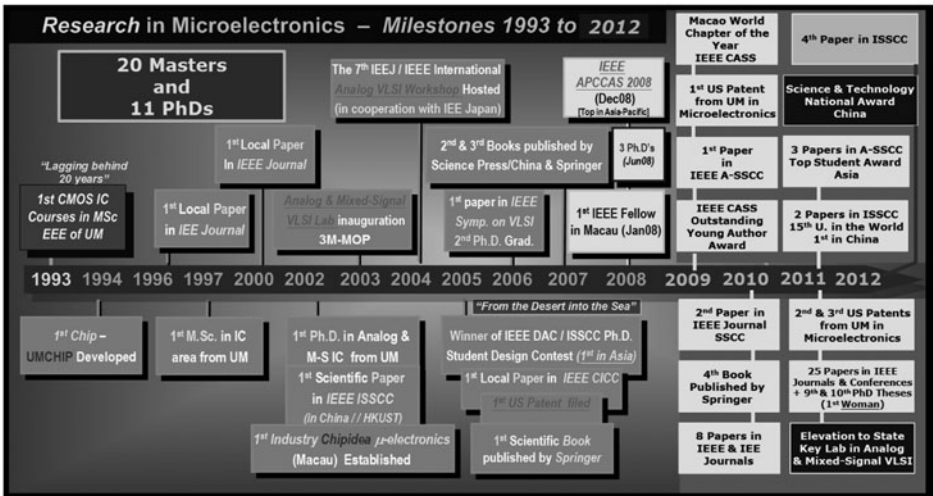 Research in Microelectronics – Milestones 1993 to 2012
20 Masters
and
11 PhDs
The 7th IEEJ / IEEE International
Analog VLSI Workshop Hosted
(in cooperation with IEE Japan)
IEEE
APCCAS 2008
(Dec08)
[Top in Asia-Pacific]
Macao World
Chapter of the
Year
IEEE CASS
4th Paper in ISSCC
1st US Patent
from UM in
Microelectronics
Science & Technology
National Award
China
1st Local Paper
In IEEE Journal
2nd & 3rd Books published by
Science Press/China & Springer
3 Ph.D's
(Jun08)
1st Paper
in
IEEE A-SSCC
3 Papers in A-SSCC
Top Student Award
Asia
"Lagging behind
20 years"
1st CMOS IC
Courses in MSc
EEE of UM
1st Local Paper
in IEE Journal
Analog & Mixed-Signal
VLSI Lab inauguration
3M-MOP
1st paper in IEEE
Symp. on VLSI
2nd Ph.D. Grad.
1st IEEE Fellow
in Macau (Jan08)
IEEE CASS
Outstanding
Young Author
Award
2 Papers in ISSCC
15th U. in the World
1st in China
1993 1994 1996 1997 2000 2002 2003 2004 2005 2006 2007 2008 2009 2010 2011 2012
"From the Desert into the Sea"
1st Chip –
UMCHIP Developed
1st M.Sc. in IC
area from UM
1st Ph.D. in Analog &
M-S IC from UM
1st Scientific Paper
in IEEE ISSCC
(in China // HKUST)
1st Industry Chipidea µ-electronics
(Macau) Established
Winner of IEEE DAC / ISSCC Ph.D.
Student Design Contest (1st in Asia)
1st Local Paper in IEEE CICC
1st US Patent filed
1st Scientific Book
published by Springer
2nd Paper in
IEEE Journal
SSCC
2nd & 3rd US Patents
from UM in
Microelectronics
4th Book
Published by
Springer
25 Papers in IEEE
Journals & Conferences
+ 9th & 10th PhD Theses
(1st Woman)
8 Papers in
IEEE & IEE
Journals
Elevation to State
Key Lab in Analog
& Mixed-Signal VLSI